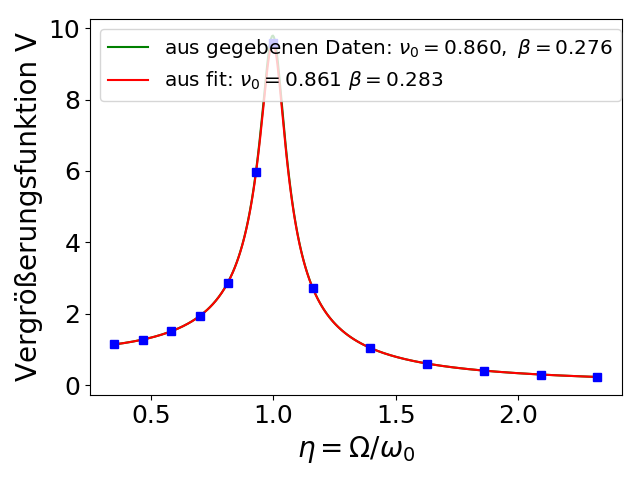 aus gegebenen Daten: ν₀ = 0.860, β = 0.276
aus fit: ν₀ = 0.861 β = 0.283
Vergrößerungsfunktion V
10
8
6
4
2
0
0.5 1.0 1.5 2.0
η = Ω/ω₀